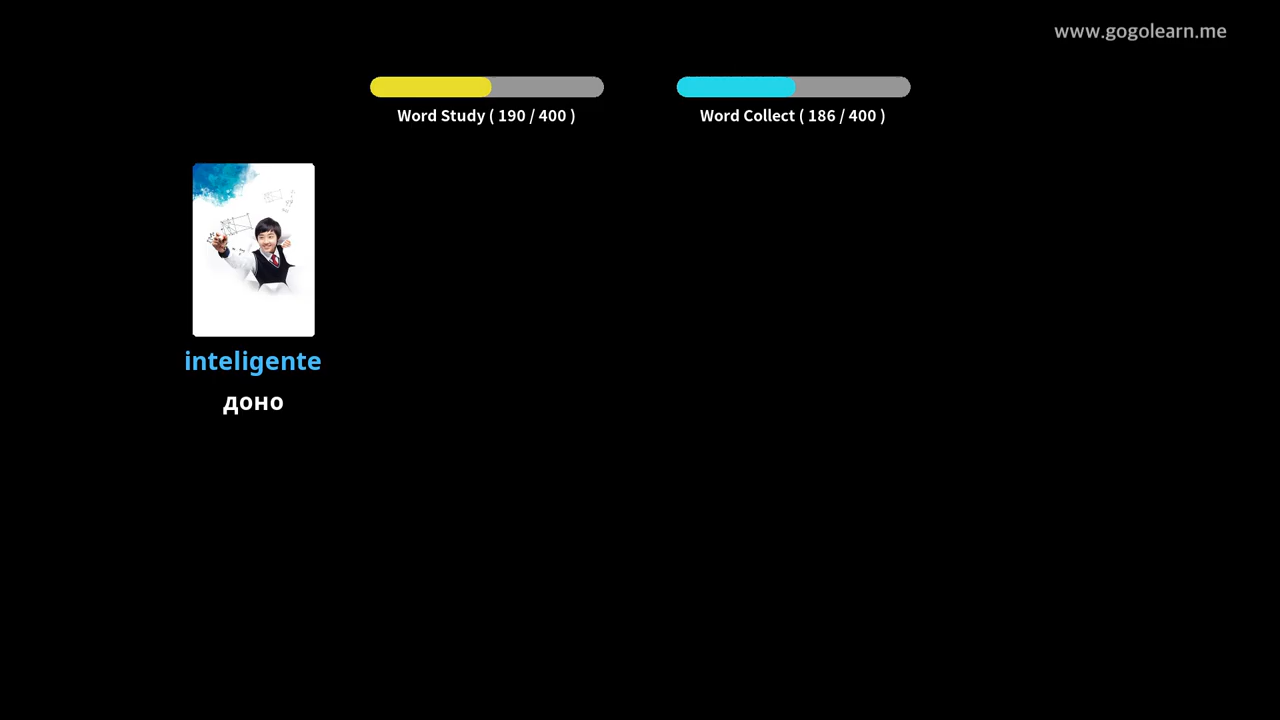 www.gogolearn.me
Word Study ( 190 / 400 )
Word Collect ( 186 / 400 )
inteligente
доно